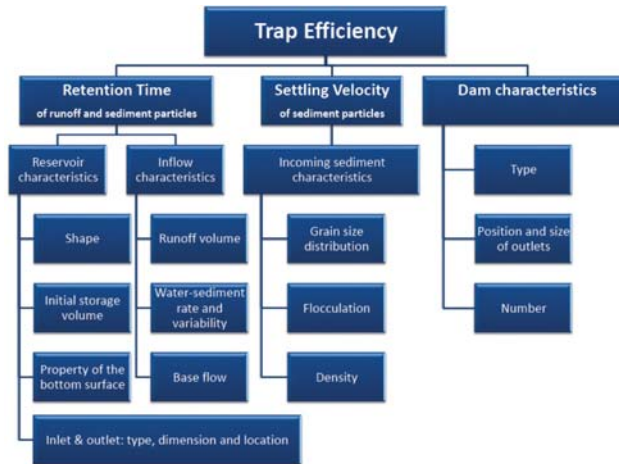 Trap Efficiency
Retention Time
of runoff and sediment particles
Settling Velocity
of sediment particles
Dam characteristics
Reservoir
characteristics
Inflow
characteristics
Incoming sediment
characteristics
Type
Shape
Runoff volume
Grain size
distribution
Position and size
of outlets
Initial storage
volume
Water-sediment
rate and
variability
Flocculation
Number
Property of the
bottom surface
Base flow
Density
Inlet & outlet: type, dimension and location